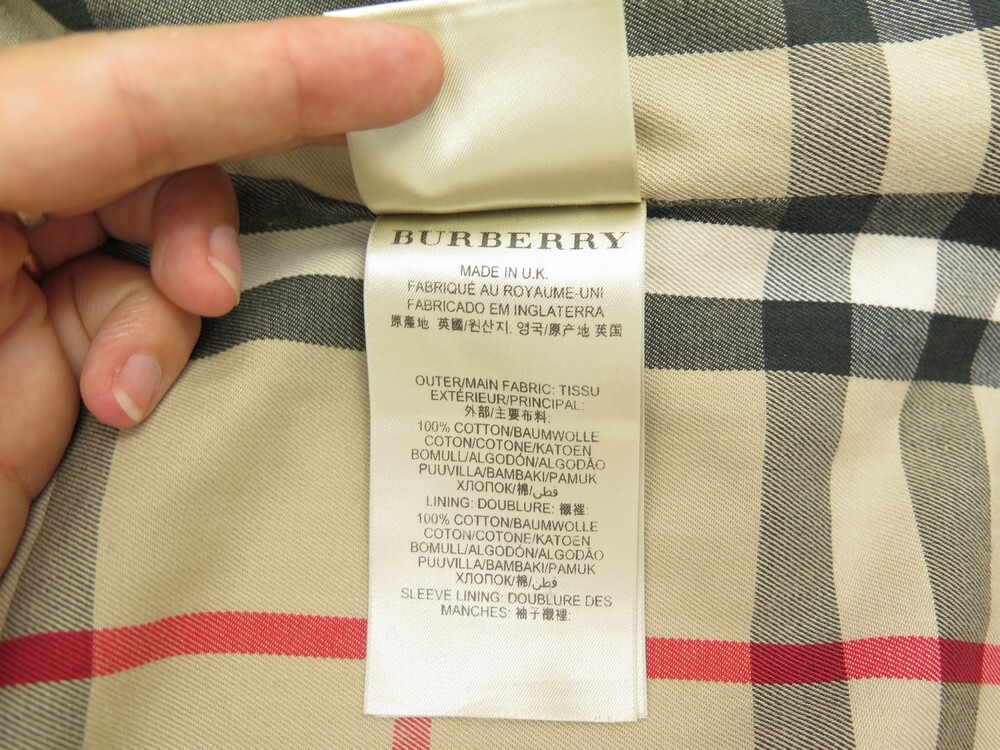 BURBERRY
MADE IN U.K.
FABRIQUÉ AU ROYAUME-UNI
FABRICADO EM INGLATERRA
原產地 英國/원산지. 영국/原产地 英国
OUTER/MAIN FABRIC: TISSU
EXTÉRIEUR/PRINCIPAL:
外部/主要布料:
100% COTTON/BAUMWOLLE
COTON/COTONE/KATOEN
BOMULL/ALGODÓN/ALGODÃO
PUUVILLA/BAMBAKI/PAMUK
ХЛОПОК/棉/قطن
LINING: DOUBLURE: 襯裡
100% COTTON/BAUMWOLLE
COTON/COTONE/KATOEN
BOMULL/ALGODÓN/ALGODÃO
PUUVILLA/BAMBAKI/PAMUK
ХЛОПОК/棉/قطن
SLEEVE LINING: DOUBLURE DES
MANCHES: 袖子襯裡: